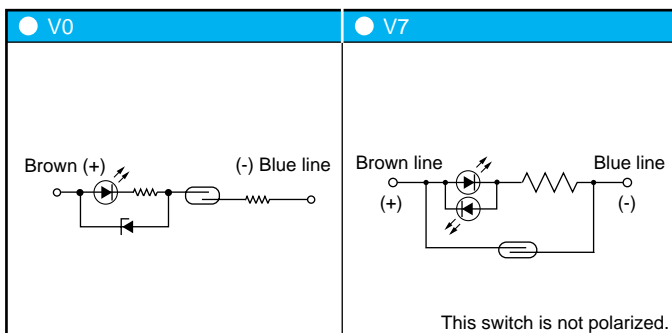 V0
Brown (+)
(-) Blue line
V7
Brown line
Blue line
(+)
(-)
This switch is not polarized.